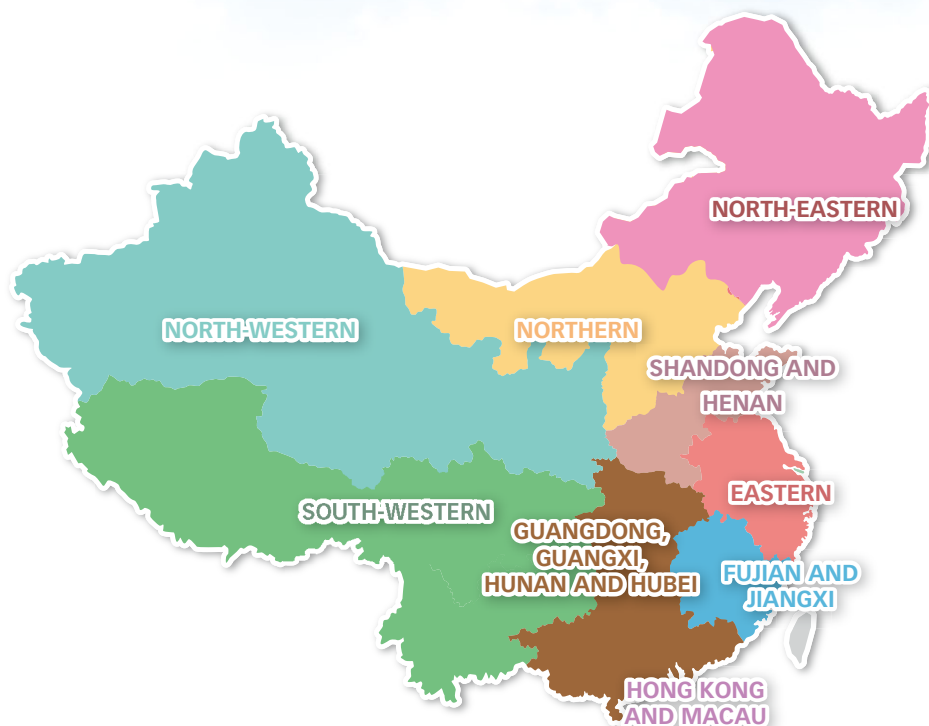 NORTH-EASTERN
NORTH-WESTERN
NORTHERN
SHANDONG AND
HENAN
EASTERN
SOUTH-WESTERN
GUANGDONG,
GUANGXI,
HUNAN AND HUBEI
FUJIAN AND
JIANGXI
HONG KONG
AND MACAU